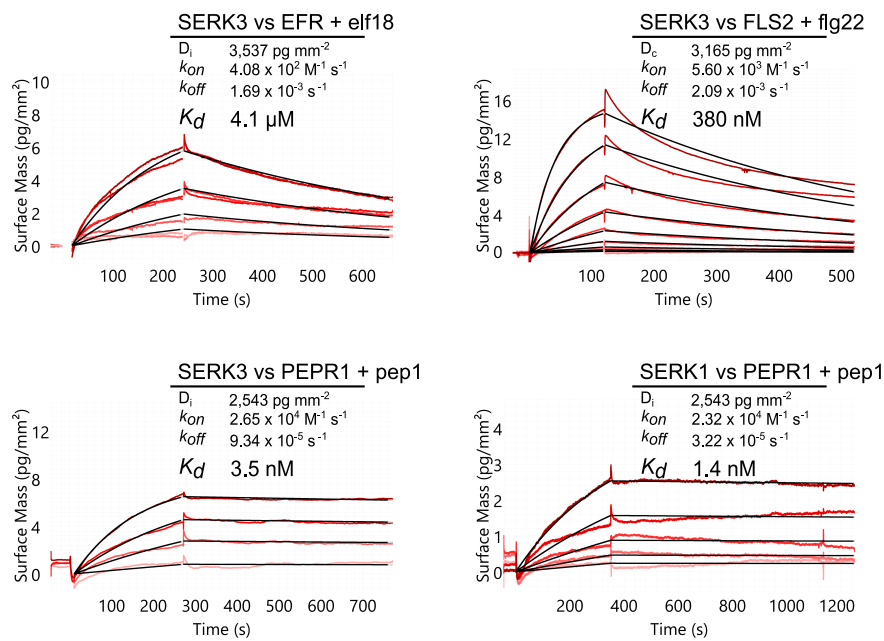 SERK3 vs EFR + elf18
Di 3,537 pg mm⁻²
kon 4.08 x 10² M⁻¹ s⁻¹
koff 1.69 x 10⁻³ s⁻¹
Kd 4.1 µM
Surface Mass (pg/mm²)
10
8
6
4
2
0
100 200 300 400 500 600
Time (s)
SERK3 vs FLS2 + flg22
Dc 3,165 pg mm⁻²
kon 5.60 x 10³ M⁻¹ s⁻¹
koff 2.09 x 10⁻³ s⁻¹
Kd 380 nM
Surface Mass (pg/mm²)
16
12
8
4
0
100 200 300 400 500
Time (s)
SERK3 vs PEPR1 + pep1
Di 2,543 pg mm⁻²
kon 2.65 x 10⁴ M⁻¹ s⁻¹
koff 9.34 x 10⁻⁵ s⁻¹
Kd 3.5 nM
Surface Mass (pg/mm²)
12
8
4
0
100 200 300 400 500 600 700
Time (s)
SERK1 vs PEPR1 + pep1
Di 2,543 pg mm⁻²
kon 2.32 x 10⁴ M⁻¹ s⁻¹
koff 3.22 x 10⁻⁵ s⁻¹
Kd 1.4 nM
Surface Mass (pg/mm²)
4
3
2
1
0
200 400 600 800 1000 1200
Time (s)